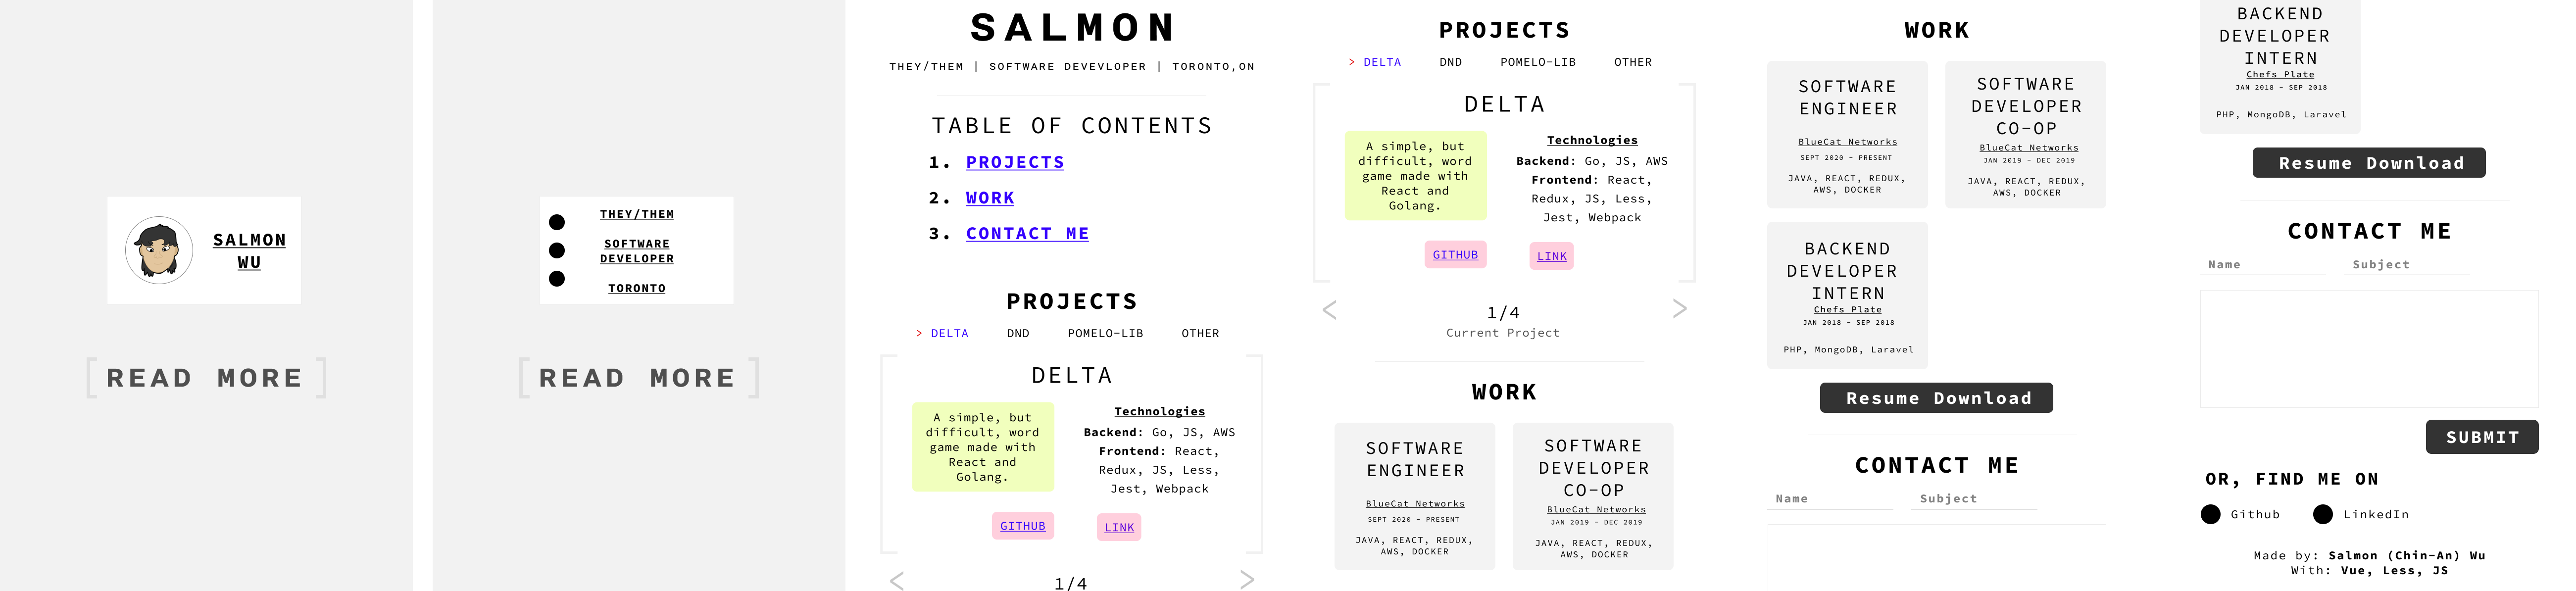 SALMON
WU
[READ MORE]
THEY/THEM
SOFTWARE
DEVELOPER
TORONTO
[READ MORE]
SALMON
THEY/THEM | SOFTWARE DEVEVLOPER | TORONTO,ON
TABLE OF CONTENTS
1. PROJECTS
2. WORK
3. CONTACT ME
PROJECTS
> DELTA DND POMELO-LIB OTHER
DELTA
A simple, but
difficult, word
game made with
React and
Golang.
Technologies
Backend: Go, JS, AWS
Frontend: React,
Redux, JS, Less,
Jest, Webpack
GITHUB LINK
< 1/4 >
PROJECTS
> DELTA DND POMELO-LIB OTHER
DELTA
A simple, but
difficult, word
game made with
React and
Golang.
Technologies
Backend: Go, JS, AWS
Frontend: React,
Redux, JS, Less,
Jest, Webpack
GITHUB LINK
< 1/4 >
Current Project
WORK
SOFTWARE
ENGINEER
BlueCat Networks
SEPT 2020 - PRESENT
JAVA, REACT, REDUX,
AWS, DOCKER
SOFTWARE
DEVELOPER
CO-OP
BlueCat Networks
JAN 2019 - DEC 2019
JAVA, REACT, REDUX,
AWS, DOCKER
WORK
SOFTWARE
ENGINEER
BlueCat Networks
SEPT 2020 - PRESENT
JAVA, REACT, REDUX,
AWS, DOCKER
SOFTWARE
DEVELOPER
CO-OP
BlueCat Networks
JAN 2019 - DEC 2019
JAVA, REACT, REDUX,
AWS, DOCKER
BACKEND
DEVELOPER
INTERN
Chefs Plate
JAN 2018 - SEP 2018
PHP, MongoDB, Laravel
Resume Download
CONTACT ME
Name Subject
BACKEND
DEVELOPER
INTERN
Chefs Plate
JAN 2018 - SEP 2018
PHP, MongoDB, Laravel
Resume Download
CONTACT ME
Name Subject
SUBMIT
OR, FIND ME ON
Github LinkedIn
Made by: Salmon (Chin-An) Wu
With: Vue, Less, JS